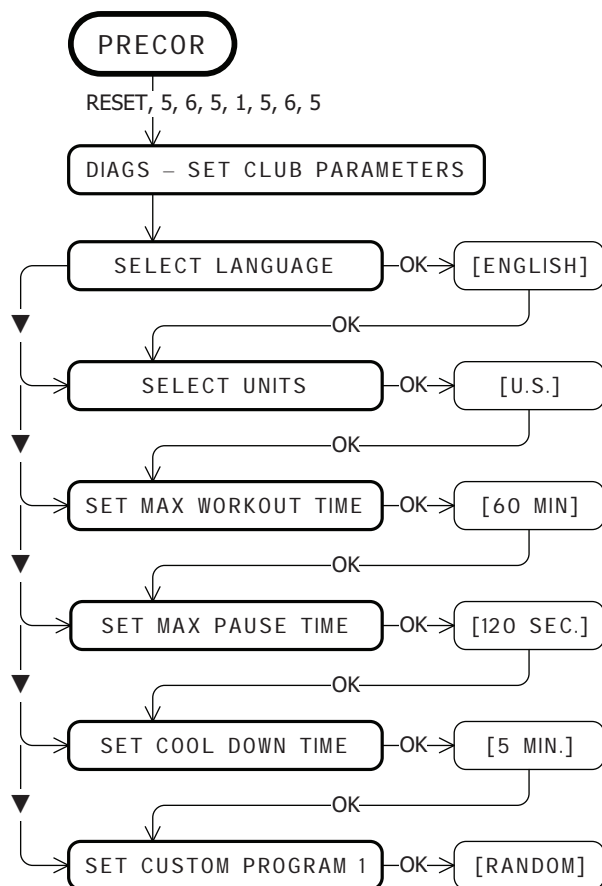 PRECOR
RESET, 5, 6, 5, 1, 5, 6, 5
DIAGS – SET CLUB PARAMETERS
SELECT LANGUAGE OK [ENGLISH]
OK
SELECT UNITS OK [U.S.]
OK
SET MAX WORKOUT TIME OK [60 MIN]
OK
SET MAX PAUSE TIME OK [120 SEC.]
OK
SET COOL DOWN TIME OK [5 MIN.]
OK
SET CUSTOM PROGRAM 1 OK [RANDOM]